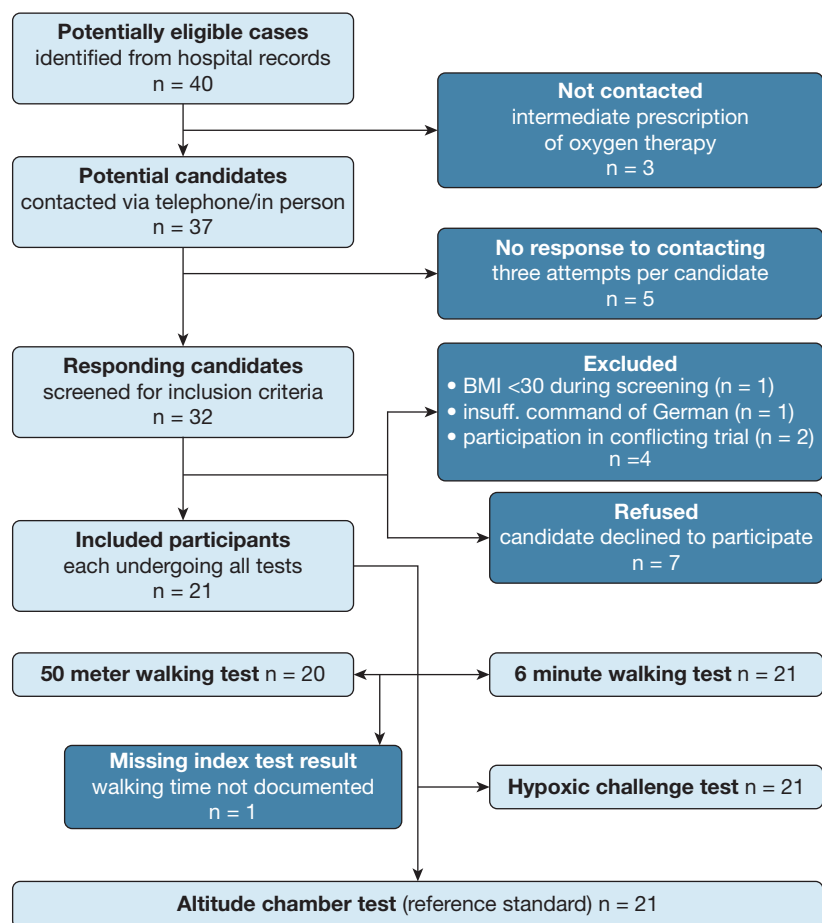 Potentially eligible cases
identified from hospital records
n = 40
Not contacted
intermediate prescription
of oxygen therapy
n = 3
Potential candidates
contacted via telephone/in person
n = 37
No response to contacting
three attempts per candidate
n = 5
Responding candidates
screened for inclusion criteria
n = 32
Excluded
• BMI <30 during screening (n = 1)
• insuff. command of German (n = 1)
• participation in conflicting trial (n = 2)
n =4
Refused
candidate declined to participate
n = 7
Included participants
each undergoing all tests
n = 21
50 meter walking test n = 20
6 minute walking test n = 21
Missing index test result
walking time not documented
n = 1
Hypoxic challenge test n = 21
Altitude chamber test (reference standard) n = 21